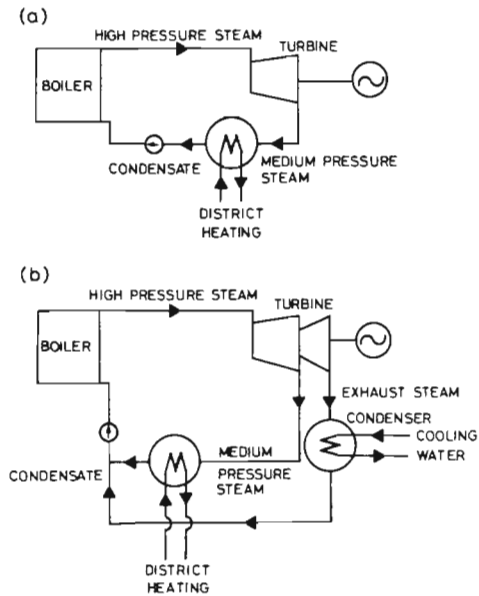 (a)
HIGH PRESSURE STEAM
TURBINE
BOILER
CONDENSATE
MEDIUM PRESSURE
STEAM
DISTRICT
HEATING
(b)
HIGH PRESSURE STEAM
TURBINE
BOILER
EXHAUST STEAM
CONDENSER
COOLING
WATER
MEDIUM
PRESSURE
STEAM
CONDENSATE
DISTRICT
HEATING